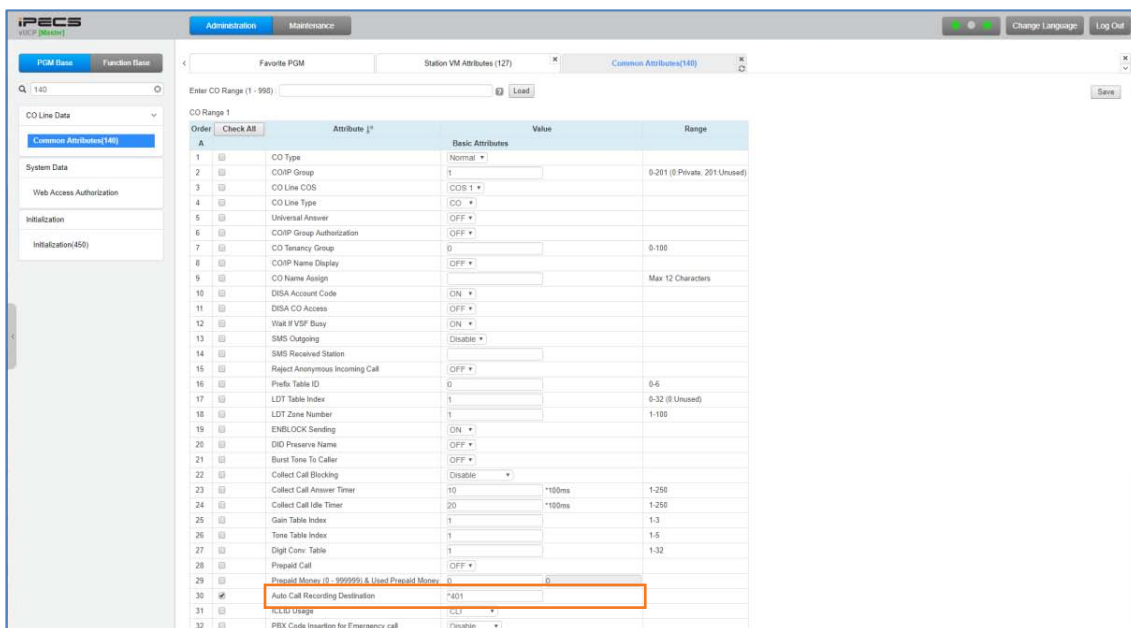 iPECS
vUCP [Master]
Administration Maintenance
Change Language Log Out
PGM Base Function Base
Favorite PGM Station VM Attributes (127) Common Attributes(140)
140
Enter CO Range (1 - 998) : Load
Save
CO Line Data
Common Attributes(140)
System Data
Web Access Authorization
Initialization
Initialization(450)
CO Range 1
Order Check All Attribute Value Range
A Basic Attributes
1 CO Type Normal
2 CO/IP Group 1 0-201 (0:Private, 201:Unused)
3 CO Line COS COS 1
4 CO Line Type CO
5 Universal Answer OFF
6 CO/IP Group Authorization OFF
7 CO Tenancy Group 0 0-100
8 CO/IP Name Display OFF
9 CO Name Assign Max 12 Characters
10 DISA Account Code ON
11 DISA CO Access OFF
12 Wait If VSF Busy ON
13 SMS Outgoing Disable
14 SMS Received Station
15 Reject Anonymous Incoming Call OFF
16 Prefix Table ID 0 0-6
17 LDT Table Index 1 0-32 (0:Unused)
18 LDT Zone Number 1 1-100
19 ENBLOCK Sending ON
20 DID Preserve Name OFF
21 Burst Tone To Caller OFF
22 Collect Call Blocking Disable
23 Collect Call Answer Timer 10 *100ms 1-250
24 Collect Call Idle Timer 20 *100ms 1-250
25 Gain Table Index 1 1-3
26 Tone Table Index 1 1-5
27 Digit Conv. Table 1 1-32
28 Prepaid Call OFF
29 Prepaid Money (0 - 999999) & Used Prepaid Money 0 0
30 Auto Call Recording Destination *401
31 ICLID Usage CLI
32 PBX Code Insertion for Emergency call Disable